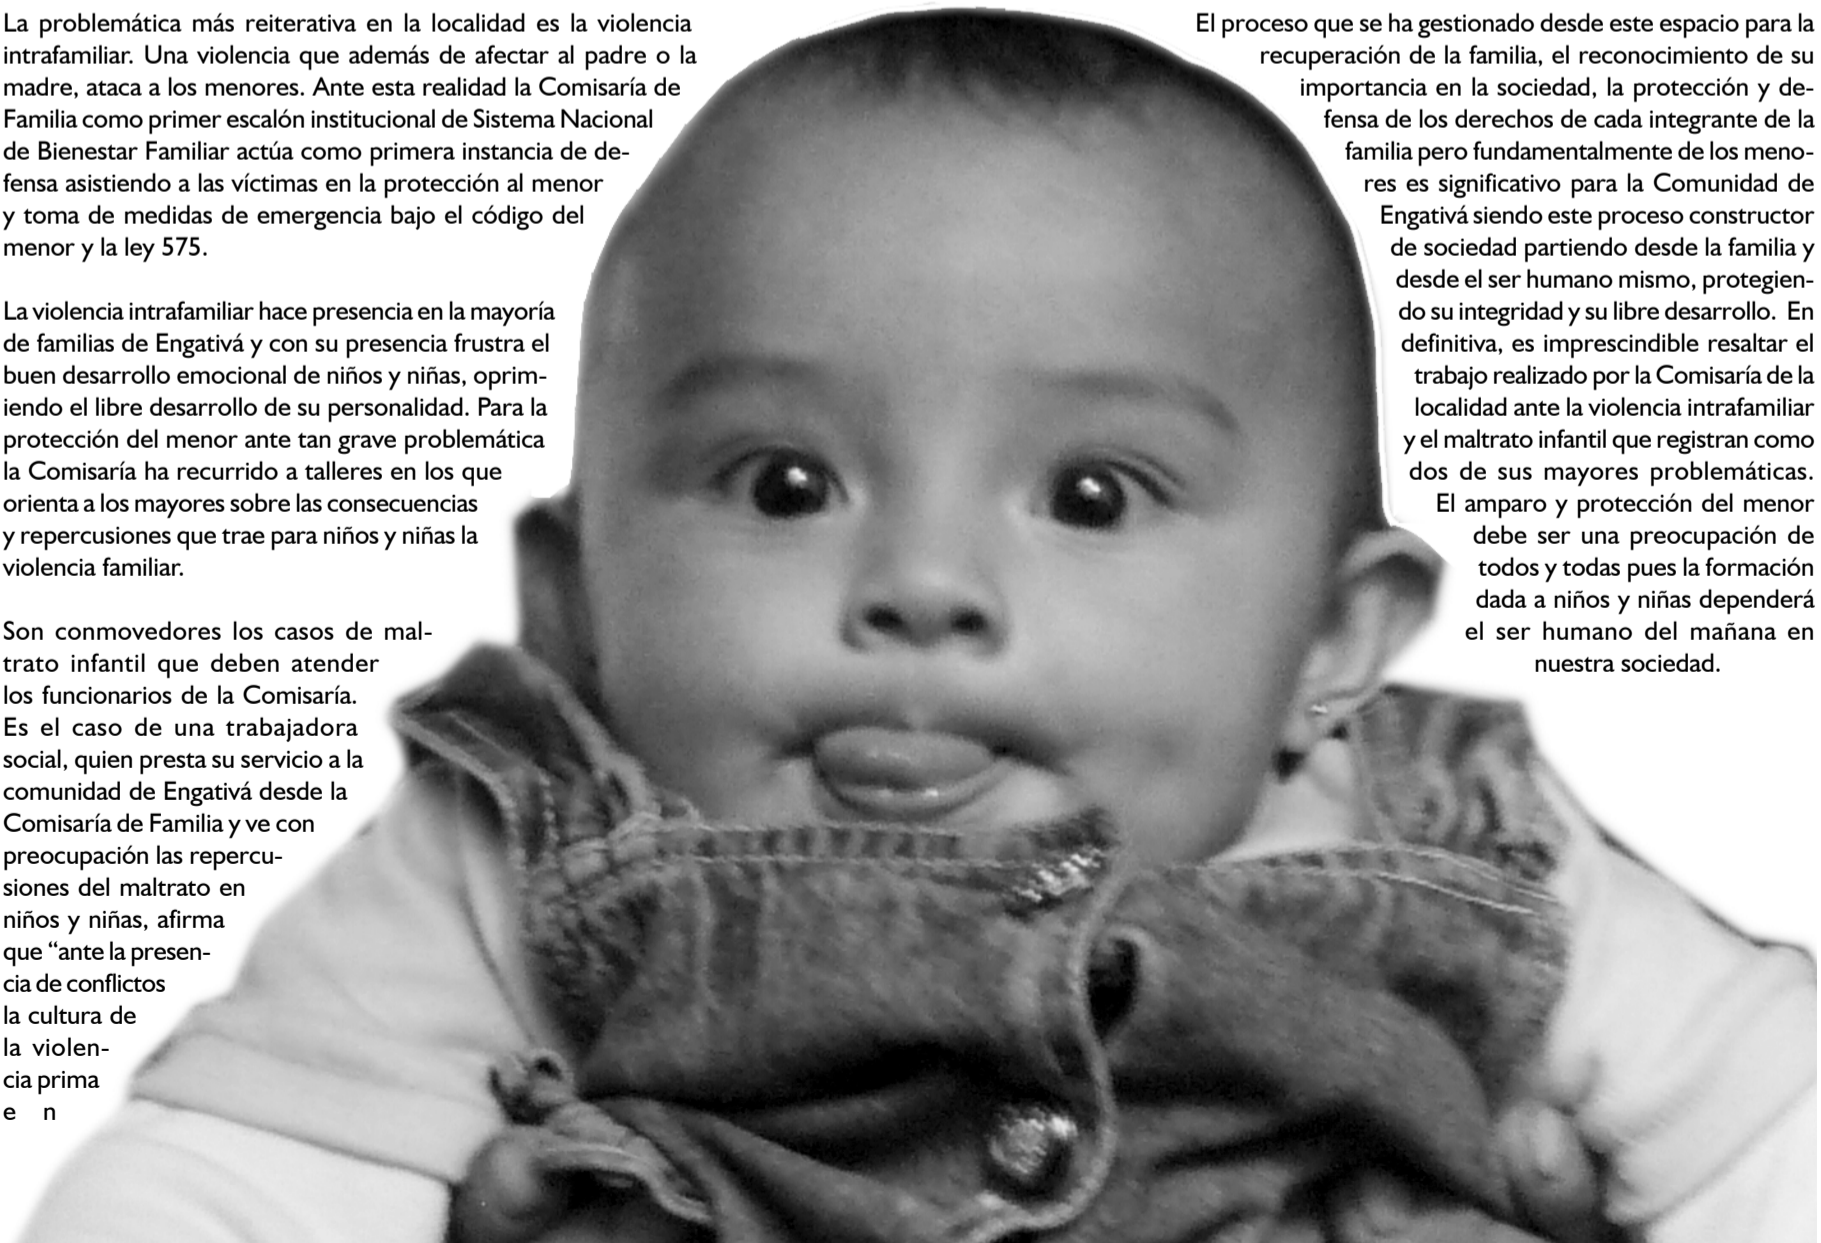 La problemática más reiterativa en la localidad es la violencia
intrafamiliar. Una violencia que además de afectar al padre o la
madre, ataca a los menores. Ante esta realidad la Comisaría de
Familia como primer escalón institucional de Sistema Nacional
de Bienestar Familiar actúa como primera instancia de de-
fensa asistiendo a las víctimas en la protección al menor
y toma de medidas de emergencia bajo el código del
menor y la ley 575.
La violencia intrafamiliar hace presencia en la mayoría
de familias de Engativá y con su presencia frustra el
buen desarrollo emocional de niños y niñas, oprim-
iendo el libre desarrollo de su personalidad. Para la
protección del menor ante tan grave problemática
la Comisaría ha recurrido a talleres en los que
orienta a los mayores sobre las consecuencias
y repercusiones que trae para niños y niñas la
violencia familiar.
Son conmovedores los casos de mal-
trato infantil que deben atender
los funcionarios de la Comisaría.
Es el caso de una trabajadora
social, quien presta su servicio a la
comunidad de Engativá desde la
Comisaría de Familia y ve con
preocupación las repercu-
siones del maltrato en
niños y niñas, afirma
que “ante la presen-
cia de conflictos
la cultura de
la violen-
cia prima
e n
El proceso que se ha gestionado desde este espacio para la
recuperación de la familia, el reconocimiento de su
importancia en la sociedad, la protección y de-
fensa de los derechos de cada integrante de la
familia pero fundamentalmente de los meno-
res es significativo para la Comunidad de
Engativá siendo este proceso constructor
de sociedad partiendo desde la familia y
desde el ser humano mismo, protegien-
do su integridad y su libre desarrollo. En
definitiva, es imprescindible resaltar el
trabajo realizado por la Comisaría de la
localidad ante la violencia intrafamiliar
y el maltrato infantil que registran como
dos de sus mayores problemáticas.
El amparo y protección del menor
debe ser una preocupación de
todos y todas pues la formación
dada a niños y niñas dependerá
el ser humano del mañana en
nuestra sociedad.